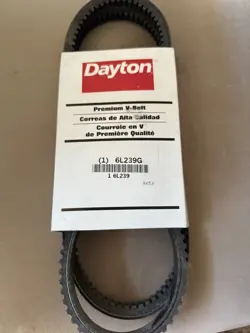 Dayton
Premium V-Belt
Correas de Alta Calidad
Courroie en V
de Première Qualité
(1) 6L239G
1 6L239